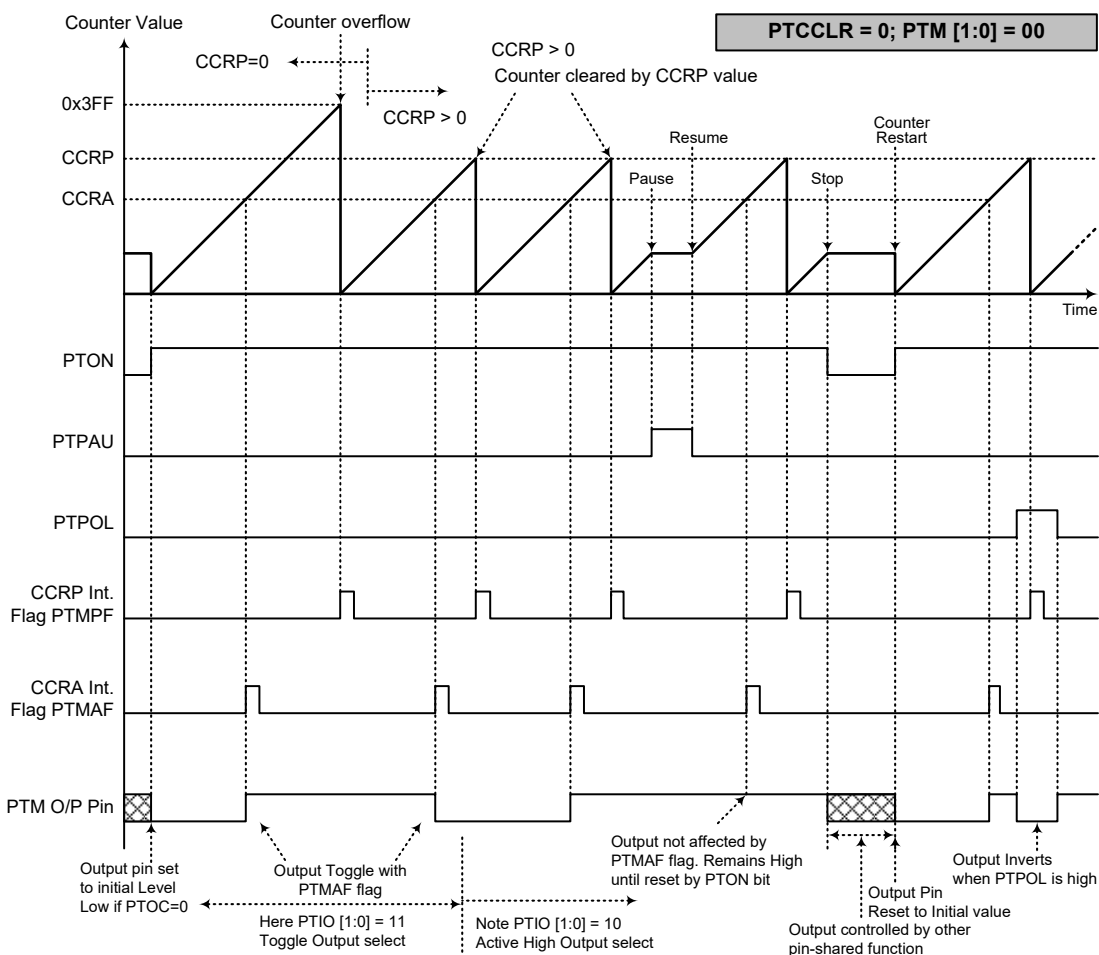 Counter Value
Counter overflow
PTCCLR = 0; PTM [1:0] = 00
CCRP=0
CCRP > 0
CCRP > 0
Counter cleared by CCRP value
0x3FF
CCRP
CCRA
Pause
Resume
Stop
Counter
Restart
Time
PTON
PTPAU
PTPOL
CCRP Int.
Flag PTMPF
CCRA Int.
Flag PTMAF
PTM O/P Pin
Output pin set
to initial Level
Low if PTOC=0
Output Toggle with
PTMAF flag
Here PTIO [1:0] = 11
Toggle Output select
Note PTIO [1:0] = 10
Active High Output select
Output not affected by
PTMAF flag. Remains High
until reset by PTON bit
Output Pin
Reset to Initial value
Output controlled by other
pin-shared function
Output Inverts
when PTPOL is high